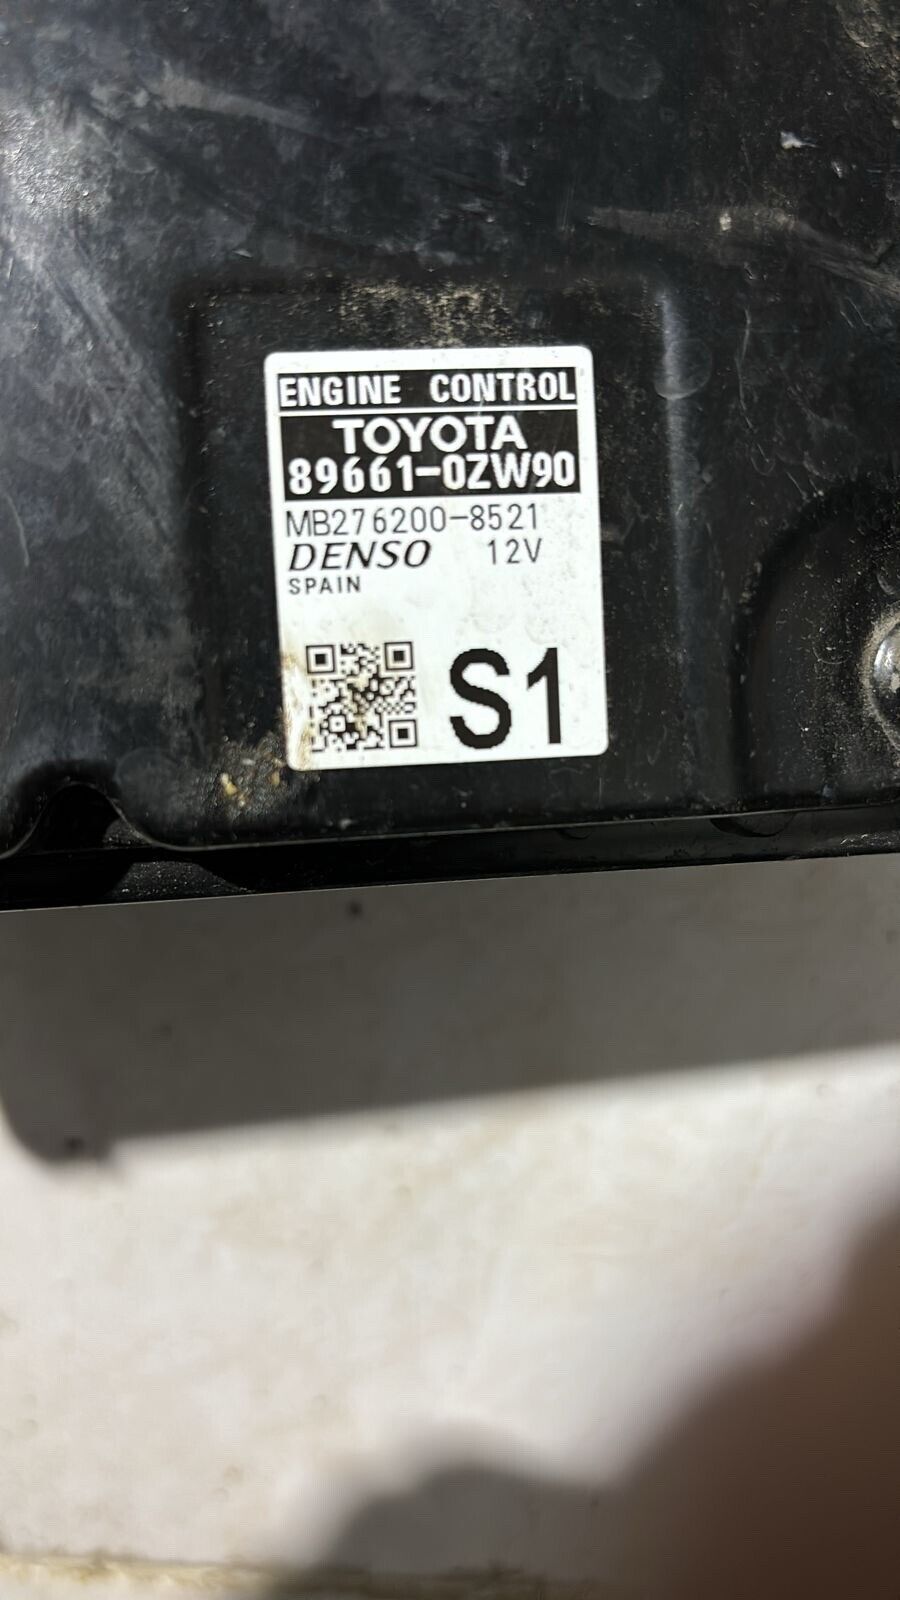 ENGINE CONTROL
TOYOTA
89661-0ZW90
MB276200-8521
DENSO 12V
SPAIN
S1